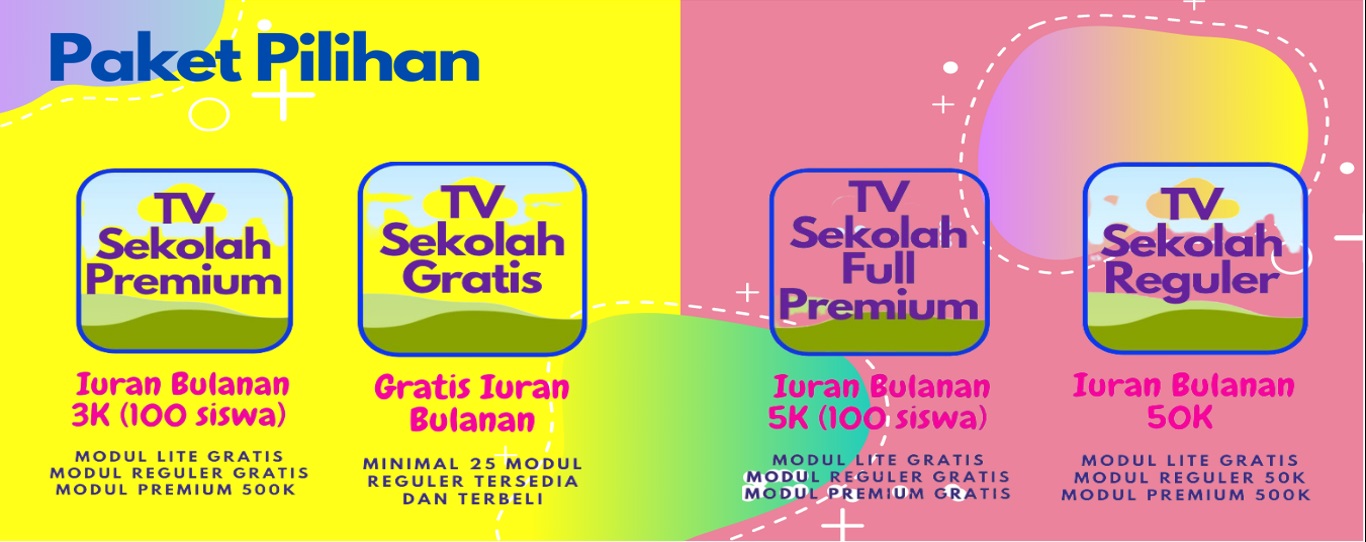 Paket Pilihan
TV
Sekolah
Premium
Iuran Bulanan
3K (100 siswa)
MODUL LITE GRATIS
MODUL REGULER GRATIS
MODUL PREMIUM 500K
TV
Sekolah
Gratis
Gratis Iuran
Bulanan
MINIMAL 25 MODUL
REGULER TERSEDIA
DAN TERBELI
TV
Sekolah
Full
Premium
Iuran Bulanan
5K (100 siswa)
MODUL LITE GRATIS
MODUL REGULER GRATIS
MODUL PREMIUM GRATIS
TV
Sekolah
Reguler
Iuran Bulanan
50K
MODUL LITE GRATIS
MODUL REGULER 50K
MODUL PREMIUM 500K